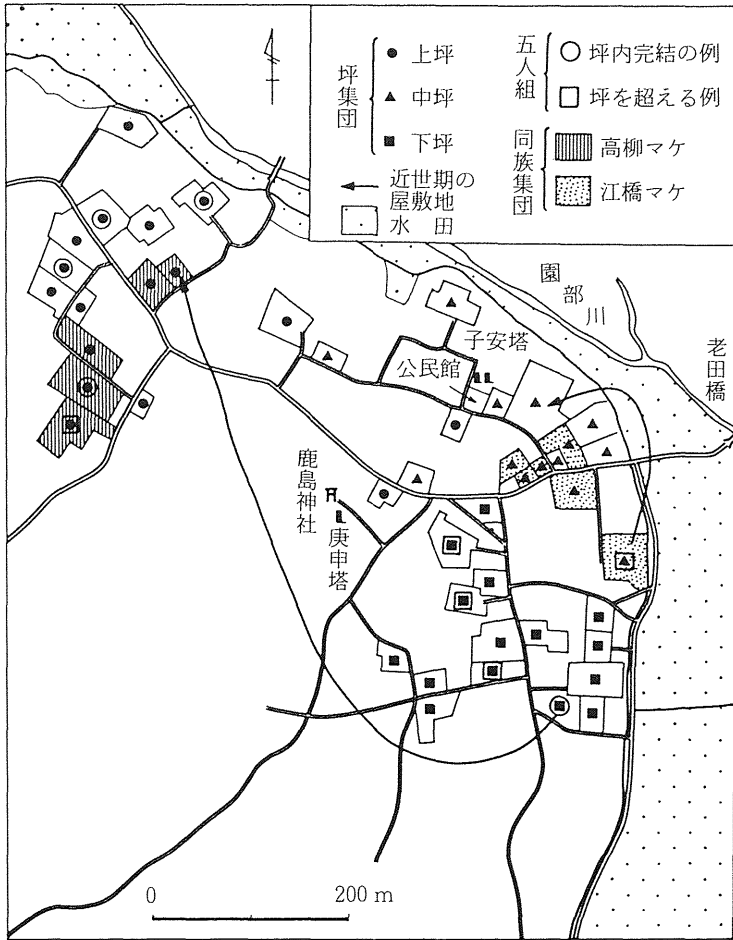 坪集団
上坪
中坪
下坪
近世期の
屋敷地
水田
五人組
坪内完結の例
坪を超える例
同族集団
高柳マケ
江橋マケ
園部川
老田橋
子安塔
公民館
鹿島神社
庚申塔
0
200 m